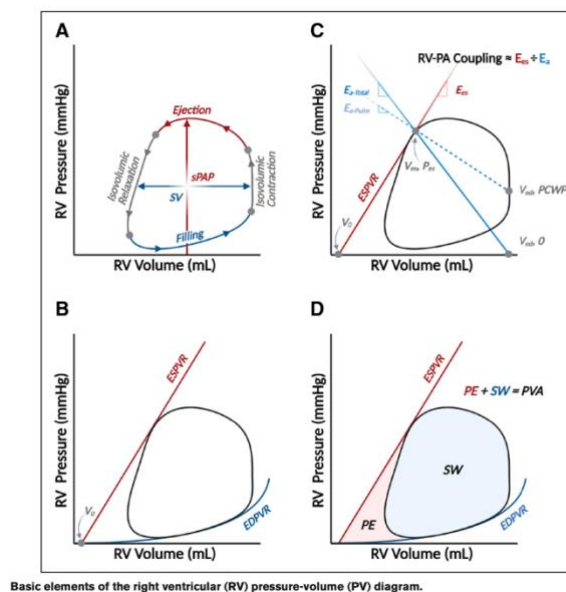 A
RV Pressure (mmHg)
Ejection
Isovolumic
Relaxation
sPAP
SV
Isovolumic
Contraction
Filling
RV Volume (mL)
C
RV-PA Coupling ≈ Ees ÷ Ea
RV Pressure (mmHg)
Ea-Total
Ea-Pulm
Ees
Ves, Pes
ESPVR
Ved, PCWP
V0
Ved, 0
RV Volume (mL)
B
RV Pressure (mmHg)
ESPVR
V0
EDPVR
RV Volume (mL)
D
RV Pressure (mmHg)
ESPVR
PE + SW = PVA
SW
PE
EDPVR
RV Volume (mL)
Basic elements of the right ventricular (RV) pressure-volume (PV) diagram.